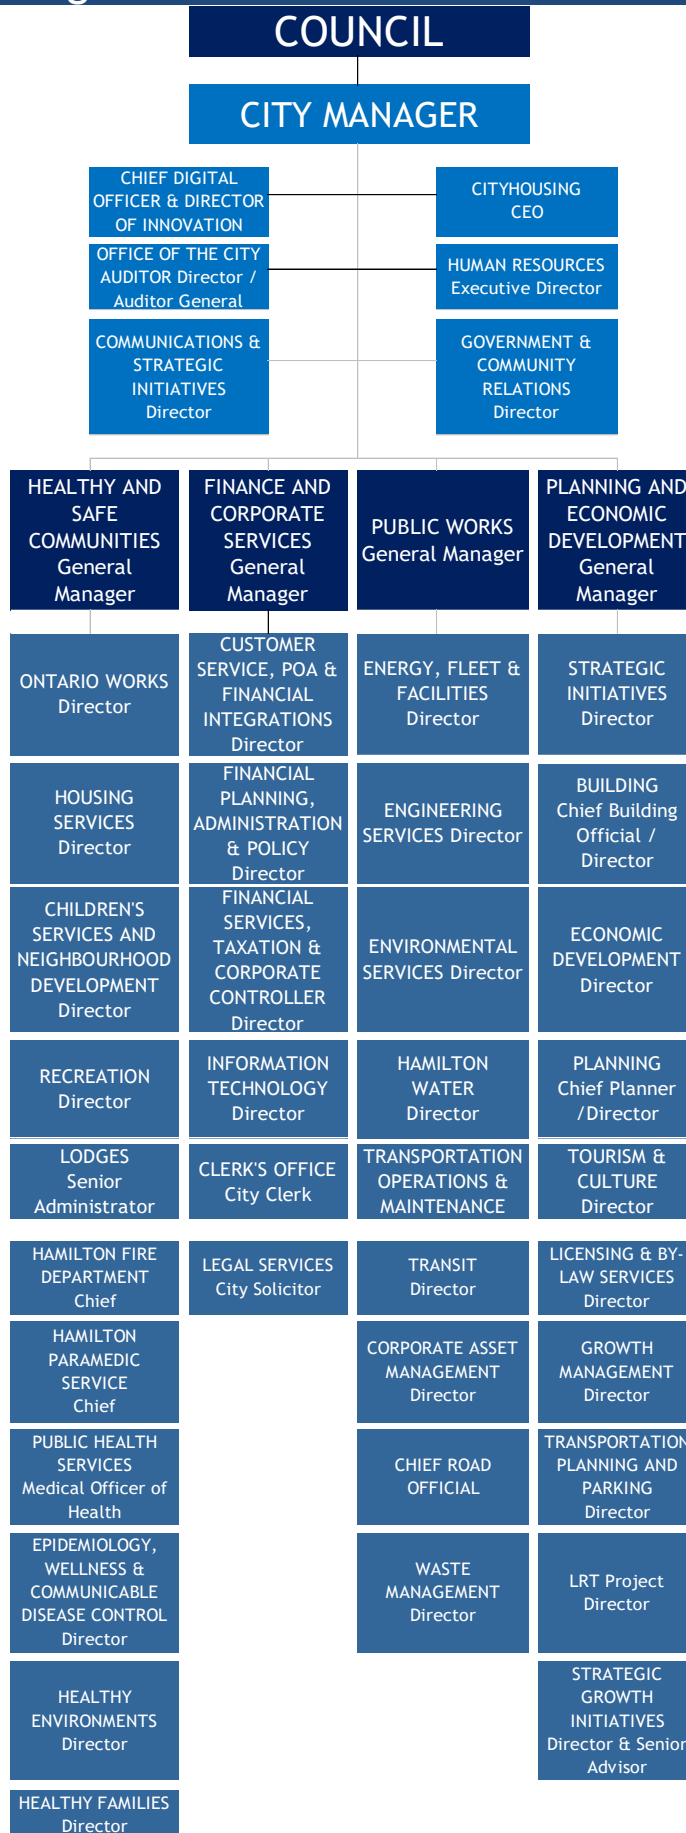 COUNCIL
CITY MANAGER
CHIEF DIGITAL
OFFICER & DIRECTOR
OF INNOVATION
CITYHOUSING
CEO
OFFICE OF THE CITY
AUDITOR Director /
Auditor General
HUMAN RESOURCES
Executive Director
COMMUNICATIONS &
STRATEGIC
INITIATIVES
Director
GOVERNMENT &
COMMUNITY
RELATIONS
Director
HEALTHY AND
SAFE
COMMUNITIES
General
Manager
FINANCE AND
CORPORATE
SERVICES
General
Manager
PUBLIC WORKS
General Manager
PLANNING AND
ECONOMIC
DEVELOPMENT
General
Manager
ONTARIO WORKS
Director
CUSTOMER
SERVICE, POA &
FINANCIAL
INTEGRATIONS
Director
ENERGY, FLEET &
FACILITIES
Director
STRATEGIC
INITIATIVES
Director
HOUSING
SERVICES
Director
FINANCIAL
PLANNING,
ADMINISTRATION
& POLICY
Director
ENGINEERING
SERVICES Director
BUILDING
Chief Building
Official /
Director
CHILDREN'S
SERVICES AND
NEIGHBOURHOOD
DEVELOPMENT
Director
FINANCIAL
SERVICES,
TAXATION &
CORPORATE
CONTROLLER
Director
ENVIRONMENTAL
SERVICES Director
ECONOMIC
DEVELOPMENT
Director
RECREATION
Director
INFORMATION
TECHNOLOGY
Director
HAMILTON
WATER
Director
PLANNING
Chief Planner
/Director
LODGES
Senior
Administrator
CLERK'S OFFICE
City Clerk
TRANSPORTATION
OPERATIONS &
MAINTENANCE
TOURISM &
CULTURE
Director
HAMILTON FIRE
DEPARTMENT
Chief
LEGAL SERVICES
City Solicitor
TRANSIT
Director
LICENSING & BY-
LAW SERVICES
Director
HAMILTON
PARAMEDIC
SERVICE
Chief
CORPORATE ASSET
MANAGEMENT
Director
GROWTH
MANAGEMENT
Director
PUBLIC HEALTH
SERVICES
Medical Officer of
Health
CHIEF ROAD
OFFICIAL
TRANSPORTATION
PLANNING AND
PARKING
Director
EPIDEMIOLOGY,
WELLNESS &
COMMUNICABLE
DISEASE CONTROL
Director
WASTE
MANAGEMENT
Director
LRT Project
Director
HEALTHY
ENVIRONMENTS
Director
STRATEGIC
GROWTH
INITIATIVES
Director & Senior
Advisor
HEALTHY FAMILIES
Director